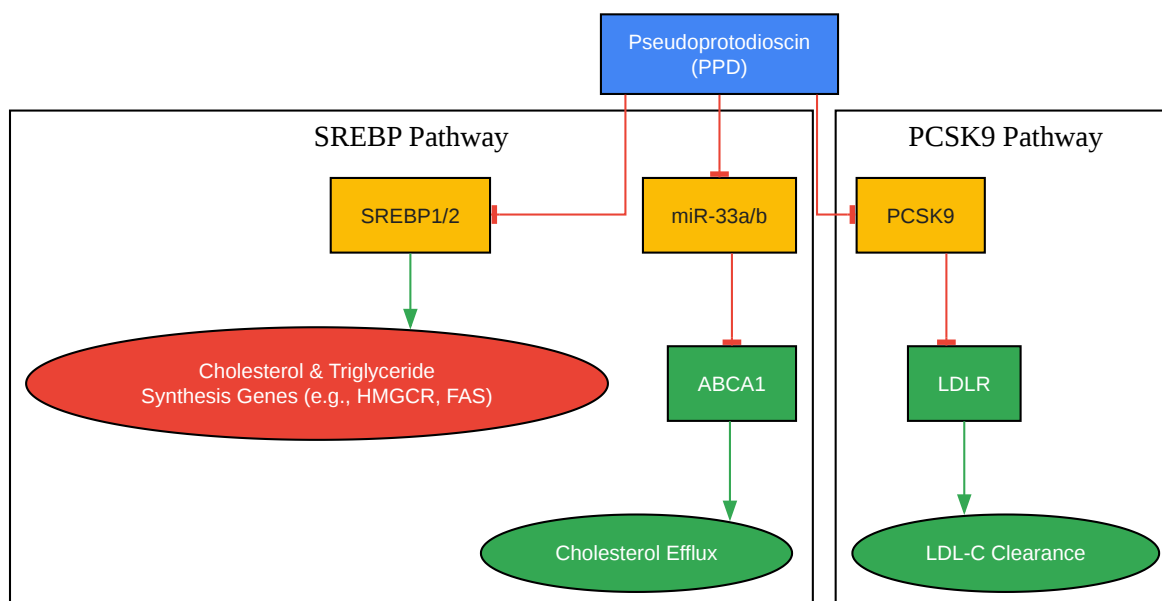 Pseudoprotodioscin
(PPD)
SREBP Pathway
PCSK9 Pathway
SREBP1/2
miR-33a/b
PCSK9
Cholesterol & Triglyceride
Synthesis Genes (e.g., HMGCR, FAS)
ABCA1
LDLR
Cholesterol Efflux
LDL-C Clearance